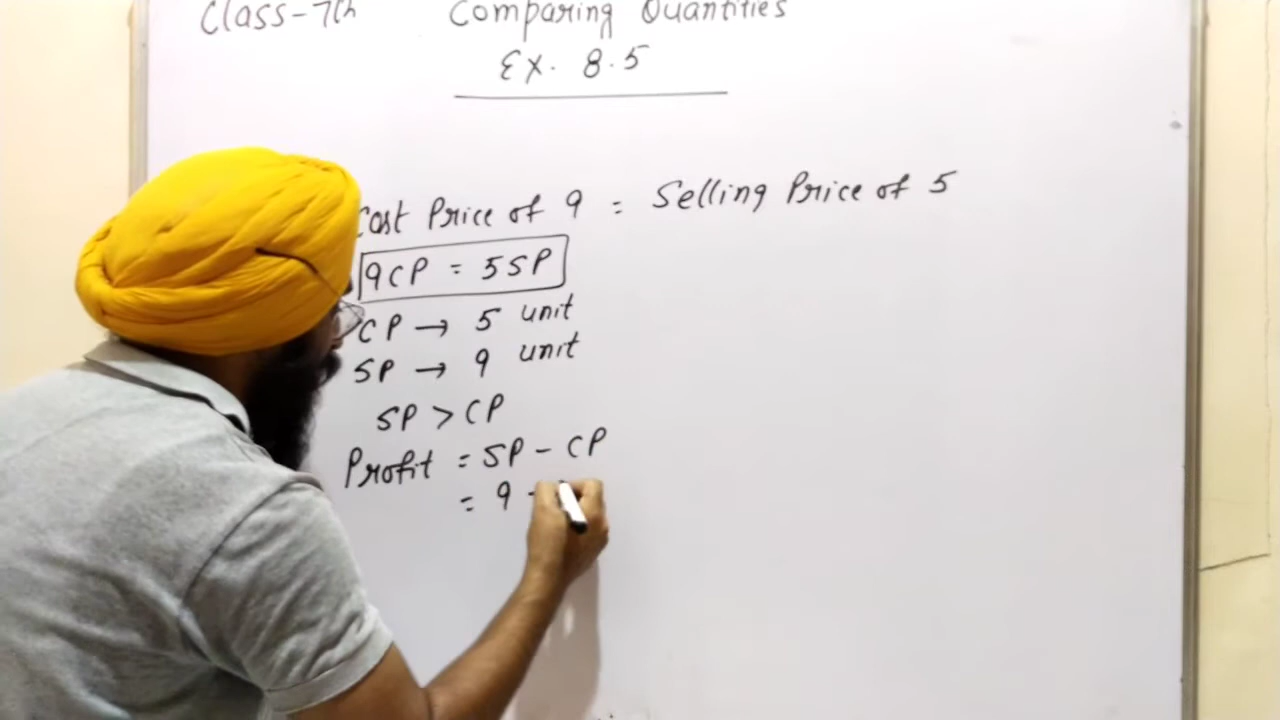 Class-7th Comparing Quantities
Ex. 8.5
Cost Price of 9 = Selling Price of 5
9CP = 5SP
CP → 5 unit
SP → 9 unit
SP > CP
Profit = SP - CP
= 9 -